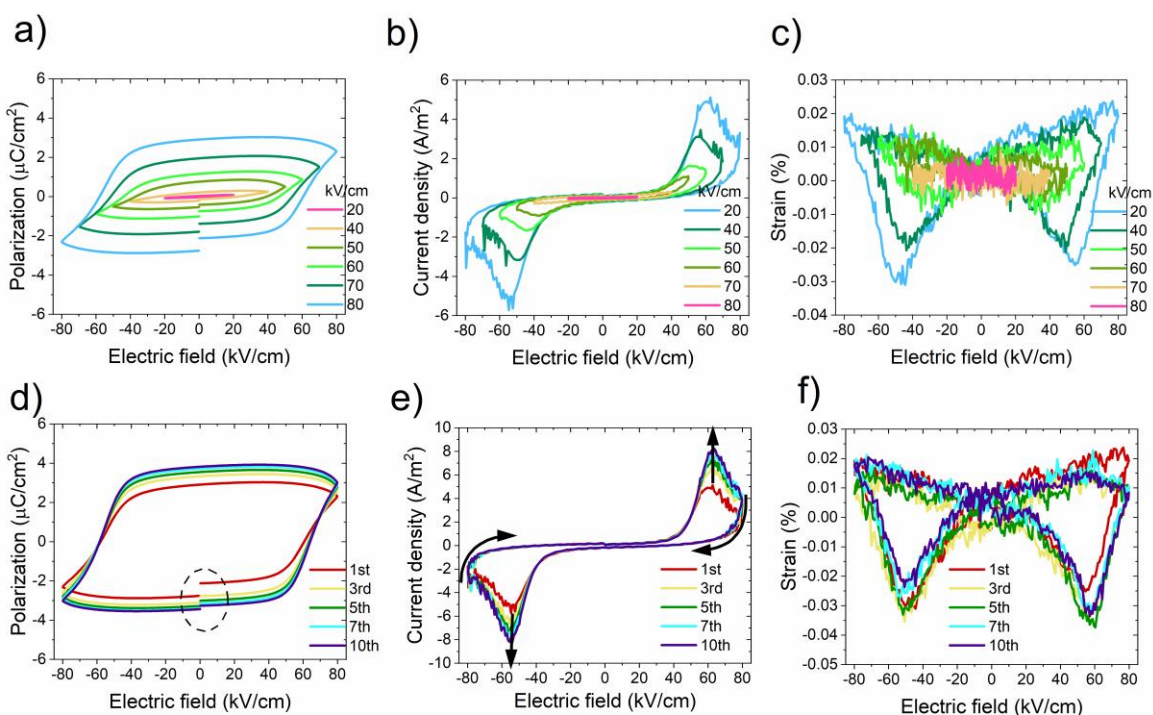 a)
6
4
2
0
-2
-4
-6
Polarization (μC/cm²)
kV/cm
20
40
50
60
70
80
-80 -60 -40 -20 0 20 40 60 80
Electric field (kV/cm)
b)
6
4
2
0
-2
-4
-6
Current density (A/m²)
kV/cm
20
40
50
60
70
80
-80 -60 -40 -20 0 20 40 60 80
Electric field (kV/cm)
c)
0.03
0.02
0.01
0.00
-0.01
-0.02
-0.03
-0.04
Strain (%)
kV/cm
20
40
50
60
70
80
-80 -60 -40 -20 0 20 40 60 80
Electric field (kV/cm)
d)
6
4
2
0
-2
-4
-6
Polarization (μC/cm²)
1st
3rd
5th
7th
10th
-80 -60 -40 -20 0 20 40 60 80
Electric field (kV/cm)
e)
10
8
6
4
2
0
-2
-4
-6
-8
-10
Current density (A/m²)
1st
3rd
5th
7th
10th
-80 -60 -40 -20 0 20 40 60 80
Electric field (kV/cm)
f)
0.03
0.02
0.01
0.00
-0.01
-0.02
-0.03
-0.04
-0.05
Strain (%)
1st
3rd
5th
7th
10th
-80 -60 -40 -20 0 20 40 60 80
Electric field (kV/cm)